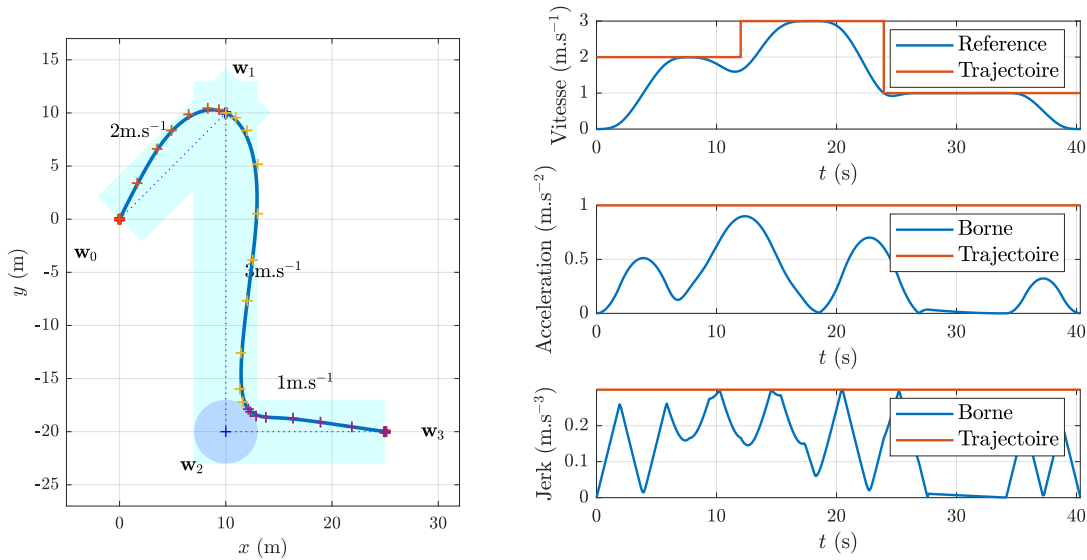 15
10
5
0
-5
-10
-15
-20
-25
y (m)
0
10
20
30
x (m)
w₀
w₁
w₂
w₃
2m.s⁻¹
3m.s⁻¹
1m.s⁻¹
Vitesse (m.s⁻¹)
3
2
1
0
0
10
20
30
40
t (s)
Reference
Trajectoire
Acceleration (m.s⁻²)
1
0.5
0
0
10
20
30
40
t (s)
Borne
Trajectoire
Jerk (m.s⁻³)
0.2
0.1
0
0
10
20
30
40
t (s)
Borne
Trajectoire